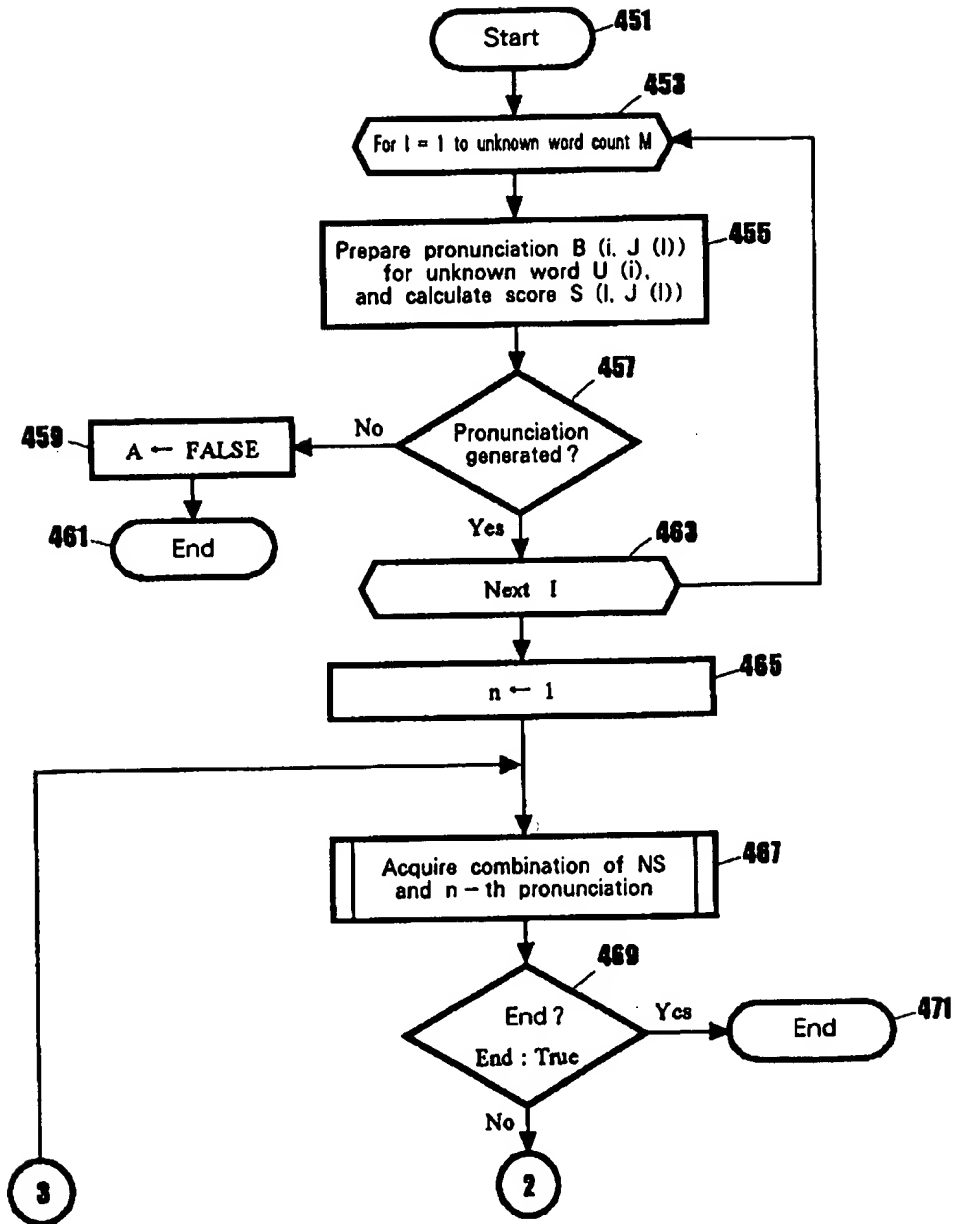 Start
451
453
For I = 1 to unknown word count M
Prepare pronunciation B (i, J (I))
for unknown word U (i),
and calculate score S (I, J (I))
455
457
Pronunciation
generated ?
No
459
A ← FALSE
461
End
Yes
463
Next I
465
n ← 1
Acquire combination of NS
and n – th pronunciation
467
469
End ?
End : True
Yes
End
471
No
3
2